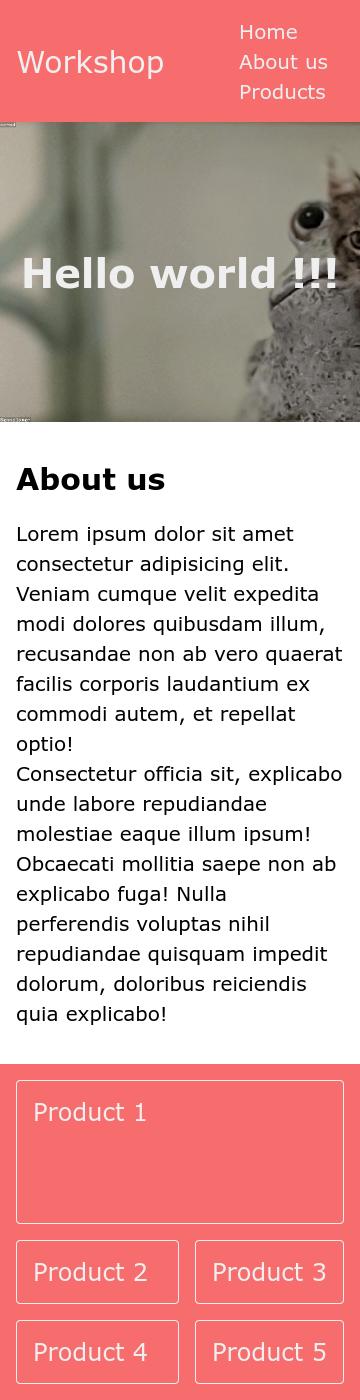 Workshop
Home
About us
Products
Hello world !!!
About us
Lorem ipsum dolor sit amet
consectetur adipisicing elit.
Veniam cumque velit expedita
modi dolores quibusdam illum,
recusandae non ab vero quaerat
facilis corporis laudantium ex
commodi autem, et repellat
optio!
Consectetur officia sit, explicabo
unde labore repudiandae
molestiae eaque illum ipsum!
Obcaecati mollitia saepe non ab
explicabo fuga! Nulla
perferendis voluptas nihil
repudiandae quisquam impedit
dolorum, doloribus reiciendis
quia explicabo!
Product 1
Product 2
Product 3
Product 4
Product 5